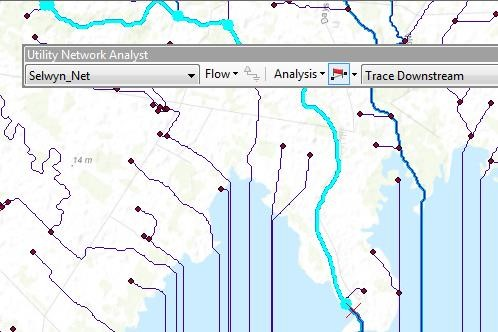 Utility Network Analyst
Selwyn_Net Flow Analysis Trace Downstream
14 m